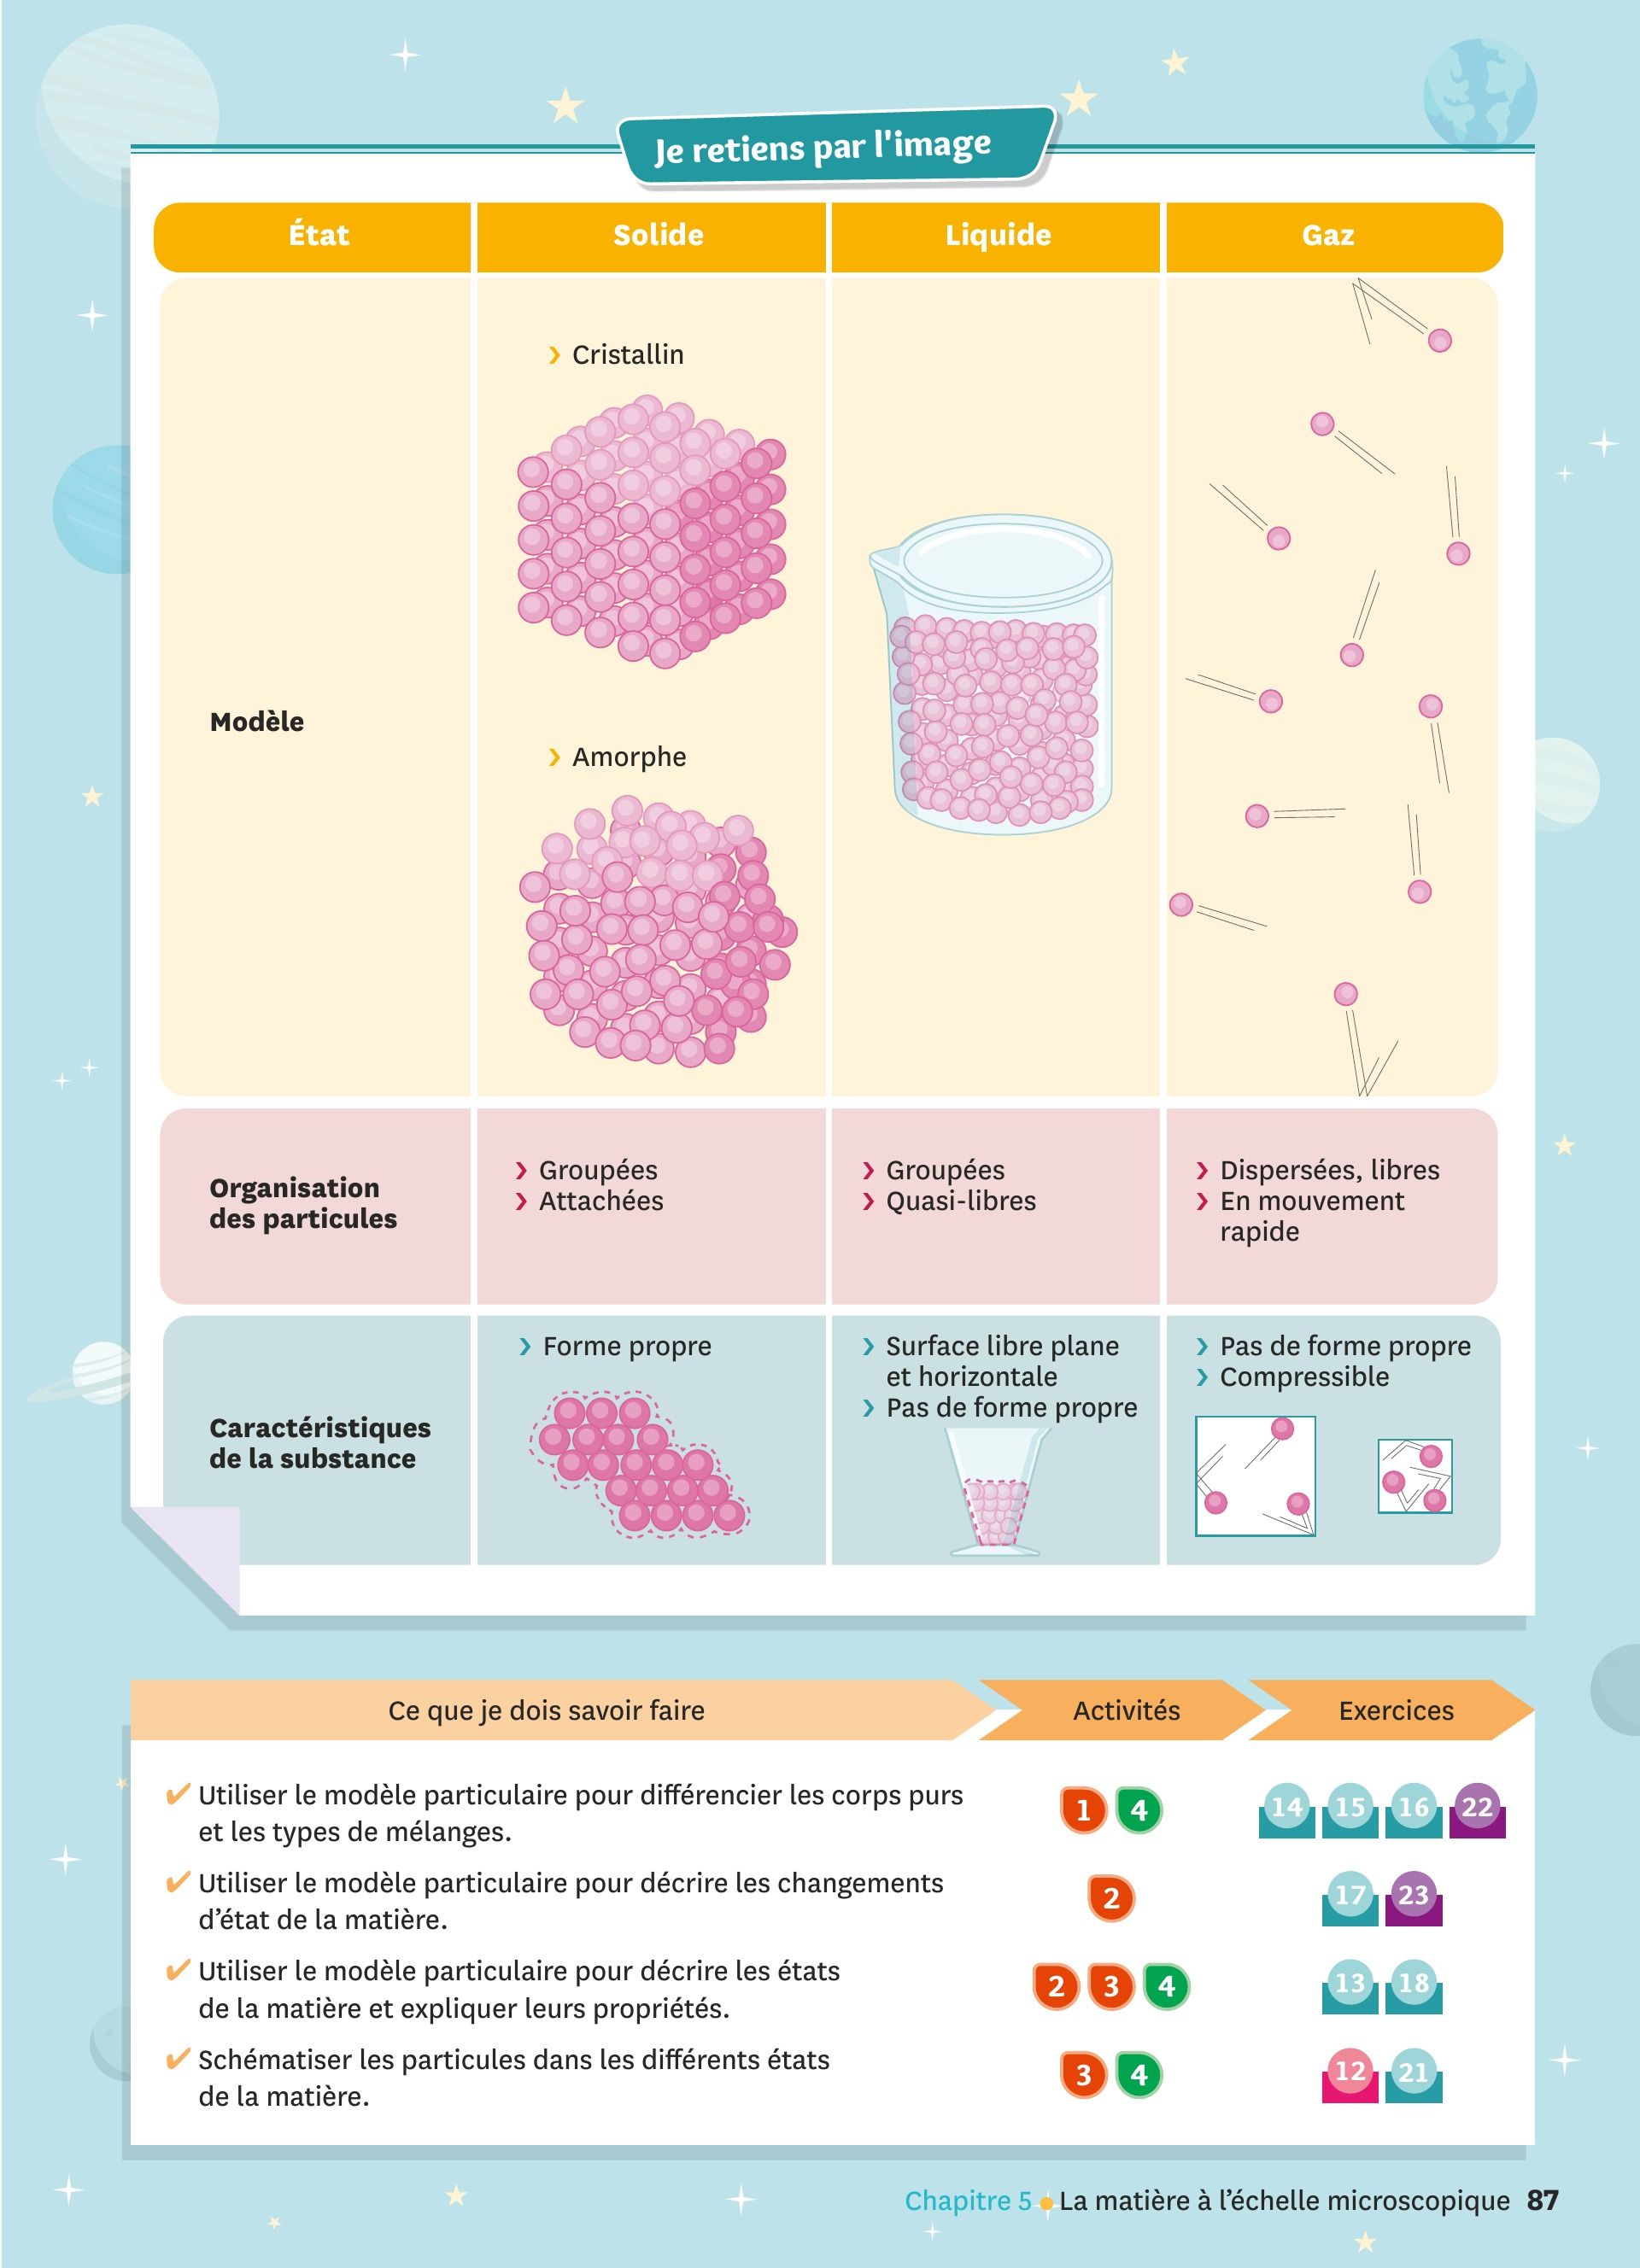 Je retiens par l'image
État
Solide
Liquide
Gaz
Modèle
› Cristallin
› Amorphe
Organisation
des particules
› Groupées
› Attachées
› Groupées
› Quasi-libres
› Dispersées, libres
› En mouvement
rapide
Caractéristiques
de la substance
› Forme propre
› Surface libre plane
et horizontale
› Pas de forme propre
› Pas de forme propre
› Compressible
Ce que je dois savoir faire
Activités
Exercices
✔ Utiliser le modèle particulaire pour différencier les corps purs
et les types de mélanges.
1 4
14 15 16 22
✔ Utiliser le modèle particulaire pour décrire les changements
d’état de la matière.
2
17 23
✔ Utiliser le modèle particulaire pour décrire les états
de la matière et expliquer leurs propriétés.
2 3 4
13 18
✔ Schématiser les particules dans les différents états
de la matière.
3 4
12 21
Chapitre 5 • La matière à l’échelle microscopique 87